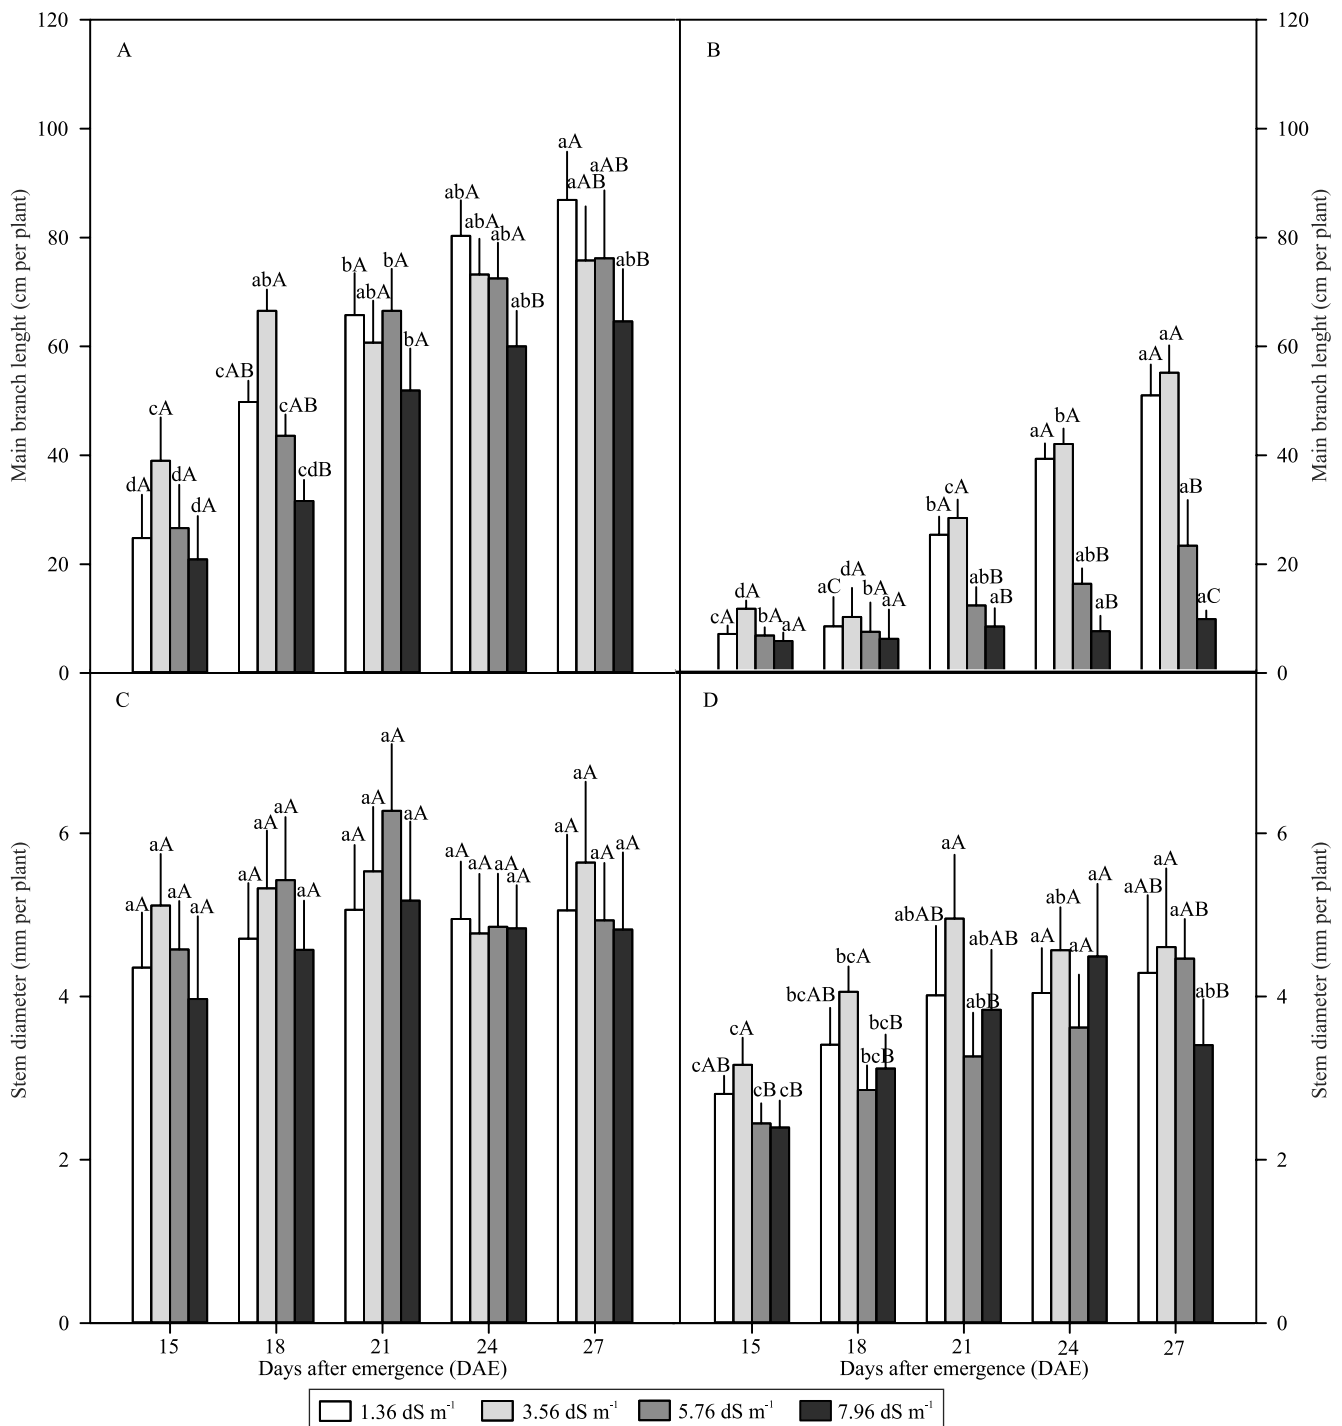 120
100
80
60
40
20
0
Main branch lenght (cm per plant)
A
dA cA dA dA
cAB abA cAB cdB
bA abA bA bA
abA abA abA abB
aA aAB aAB abB
B
cA dA bA aA
aC dA bA aA
bA cA abB aB
aA bA abB aB
aA aA aB aC
120
100
80
60
40
20
0
Main branch lenght (cm per plant)
6
4
2
0
Stem diameter (mm per plant)
C
aA aA aA aA
aA aA aA aA
aA aA aA aA
aA aA aA aA
aA aA aA aA
D
cAB cA cB cB
bcAB bcA bcB bcB
abAB aA abB abAB
aA abA aA aA
aAB aA aAB abB
6
4
2
0
Stem diameter (mm per plant)
15 18 21 24 27
Days after emergence (DAE)
15 18 21 24 27
Days after emergence (DAE)
1.36 dS m⁻¹ 3.56 dS m⁻¹ 5.76 dS m⁻¹ 7.96 dS m⁻¹